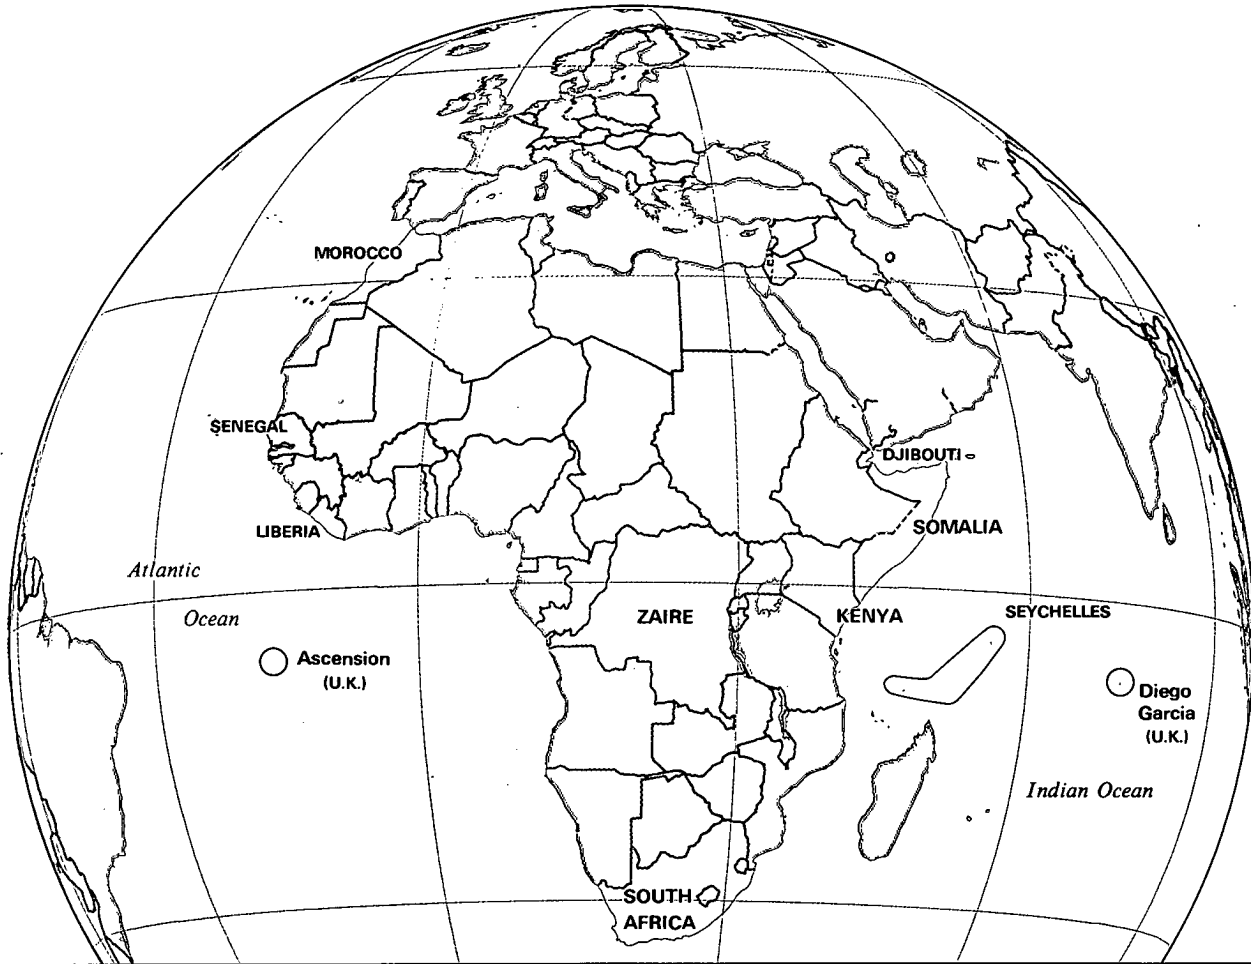 MOROCCO
SENEGAL
DJIBOUTI
LIBERIA
SOMALIA
Atlantic
Ocean
ZAIRE
KENYA
SEYCHELLES
Ascension
(U.K.)
Diego
Garcia
(U.K.)
Indian Ocean
SOUTH
AFRICA